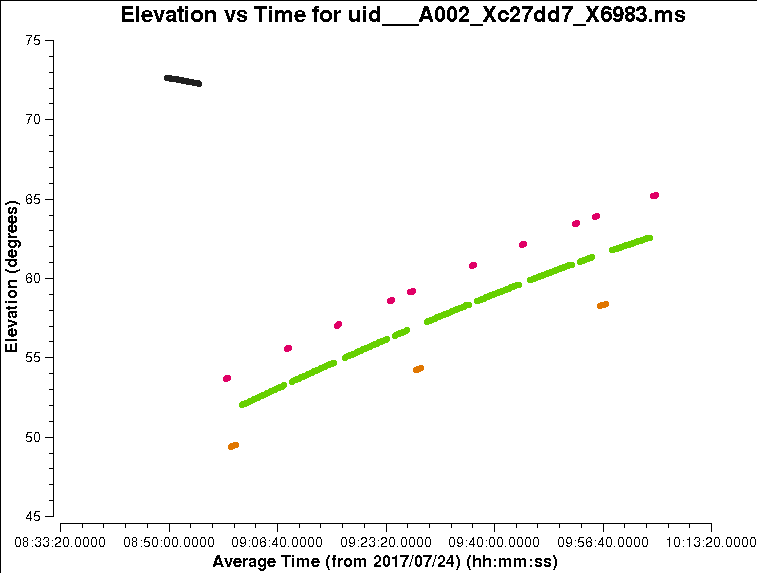 Elevation vs Time for uid___A002_Xc27dd7_X6983.ms
75
70
65
60
55
50
45
Elevation (degrees)
08:33:20.0000 08:50:00.0000 09:06:40.0000 09:23:20.0000 09:40:00.0000 09:56:40.0000 10:13:20.0000
Average Time (from 2017/07/24) (hh:mm:ss)